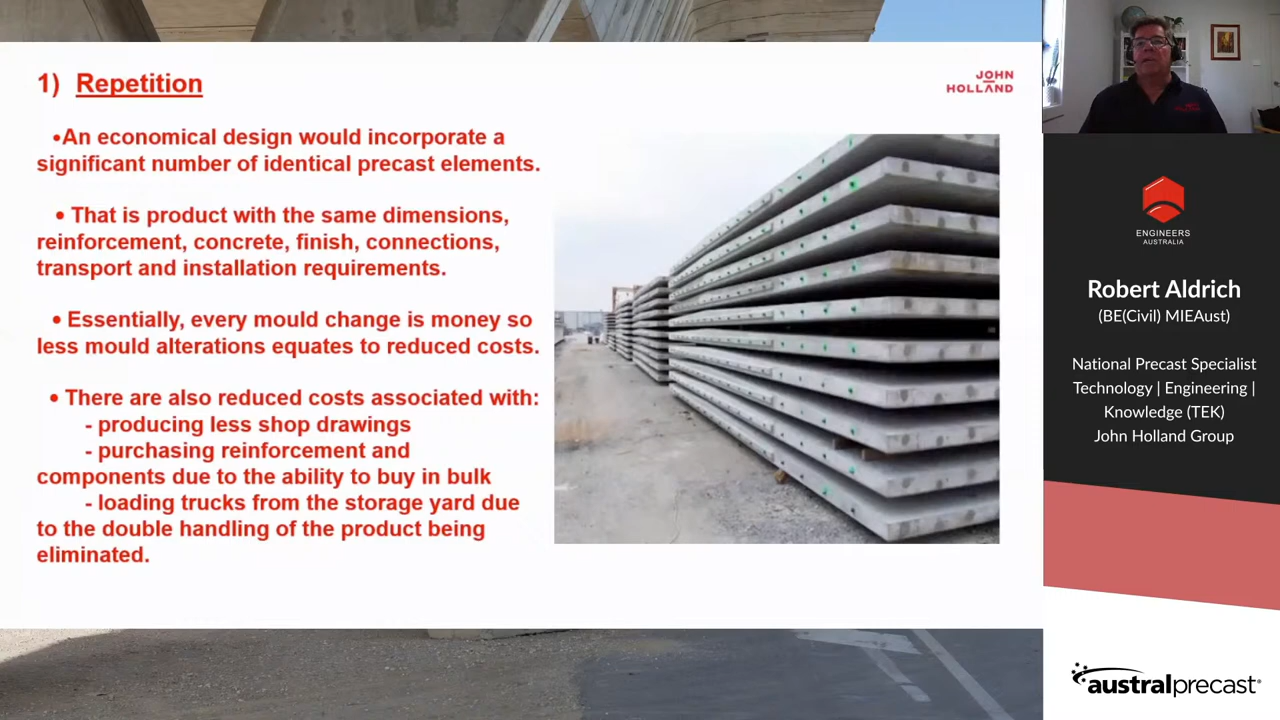 1) Repetition
JOHN
HOLLAND
•An economical design would incorporate a
significant number of identical precast elements.
• That is product with the same dimensions,
reinforcement, concrete, finish, connections,
transport and installation requirements.
• Essentially, every mould change is money so
less mould alterations equates to reduced costs.
• There are also reduced costs associated with:
- producing less shop drawings
- purchasing reinforcement and
components due to the ability to buy in bulk
- loading trucks from the storage yard due
to the double handling of the product being
eliminated.
ENGINEERS
AUSTRALIA
Robert Aldrich
(BE(Civil) MIEAust)
National Precast Specialist
Technology | Engineering |
Knowledge (TEK)
John Holland Group
australprecast®